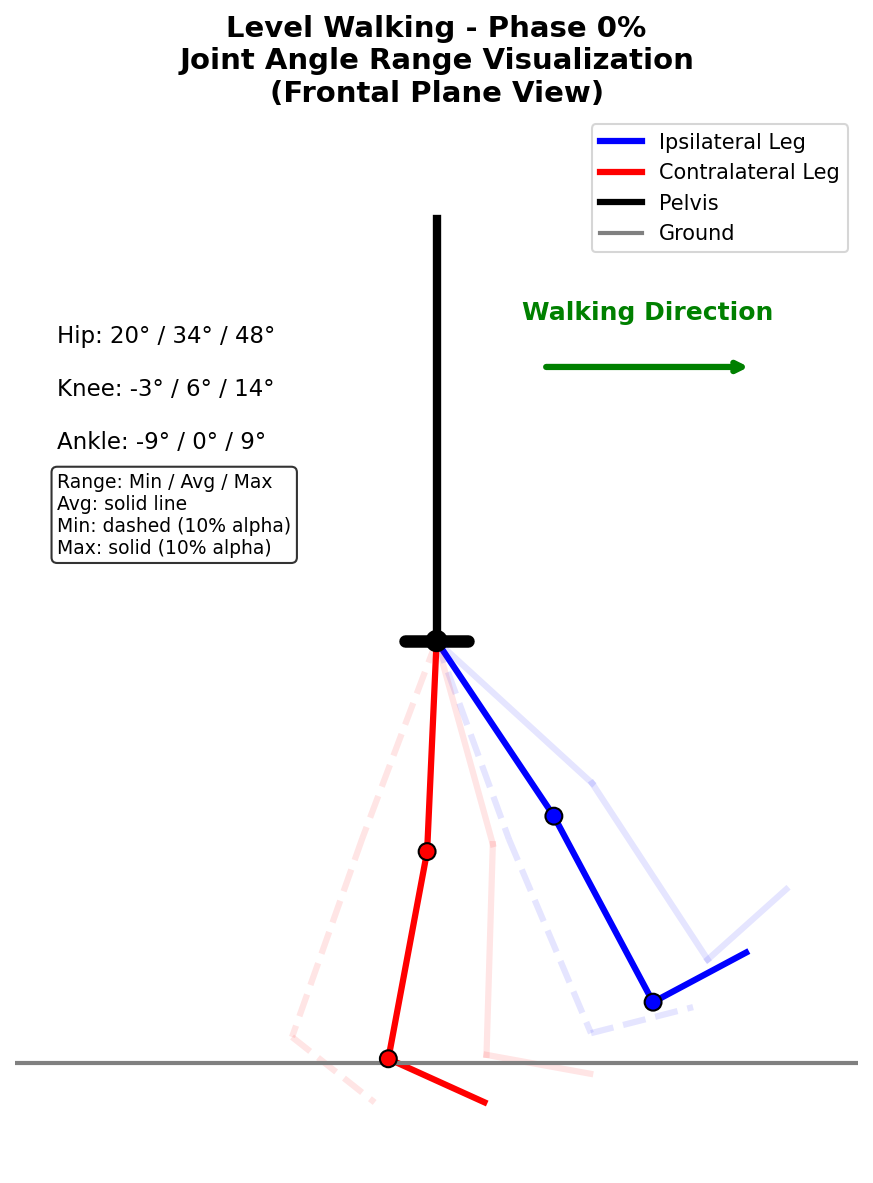 Level Walking - Phase 0%
Joint Angle Range Visualization
(Frontal Plane View)
Ipsilateral Leg
Contralateral Leg
Pelvis
Ground
Walking Direction
Hip: 20° / 34° / 48°
Knee: -3° / 6° / 14°
Ankle: -9° / 0° / 9°
Range: Min / Avg / Max
Avg: solid line
Min: dashed (10% alpha)
Max: solid (10% alpha)